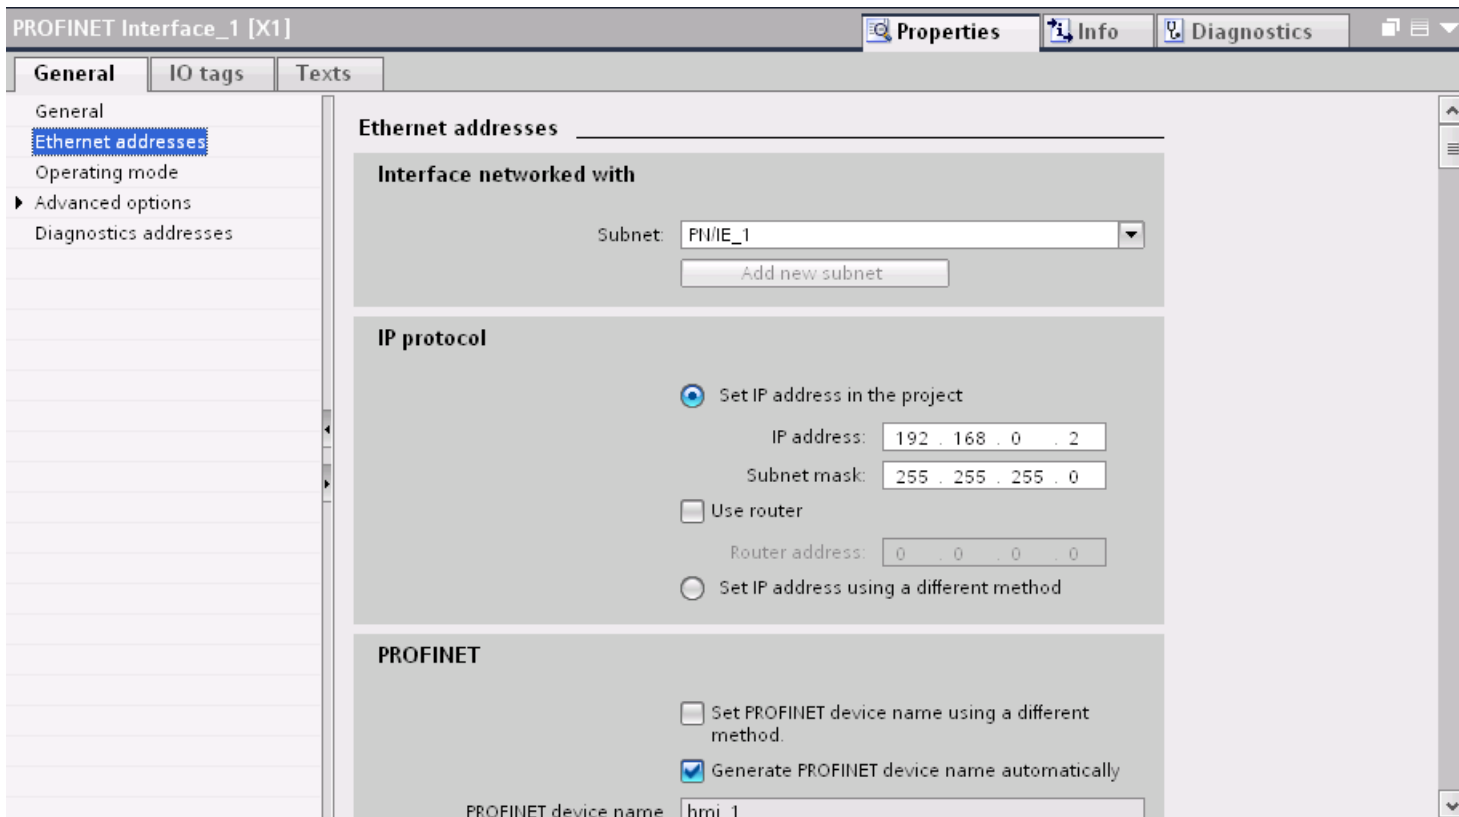 PROFINET Interface_1 [X1]
Properties
Info
Diagnostics
General
IO tags
Texts
General
Ethernet addresses
Operating mode
Advanced options
Diagnostics addresses
Ethernet addresses
Interface networked with
Subnet: PN/IE_1
Add new subnet
IP protocol
Set IP address in the project
IP address: 192 . 168 . 0 . 2
Subnet mask: 255 . 255 . 255 . 0
Use router
Router address: 0 . 0 . 0 . 0
Set IP address using a different method
PROFINET
Set PROFINET device name using a different
method.
Generate PROFINET device name automatically
PROFINET device name hmi_1